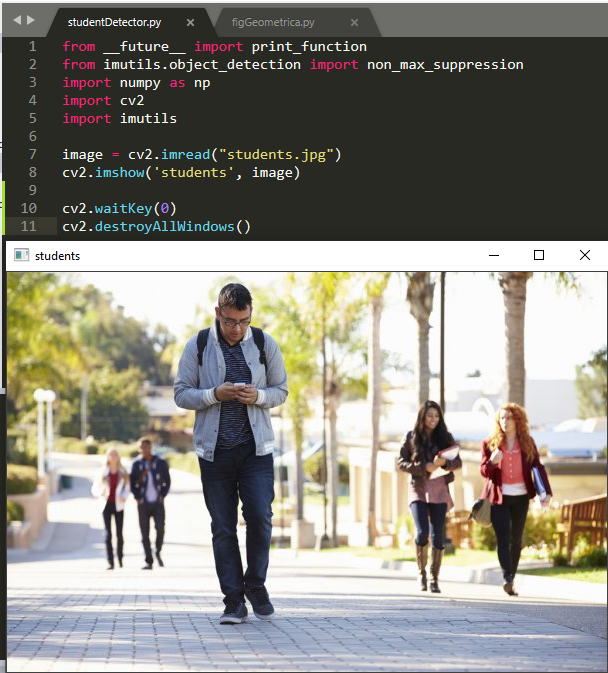 studentDetector.py × figGeometrica.py ×
1 from __future__ import print_function
2 from imutils.object_detection import non_max_suppression
3 import numpy as np
4 import cv2
5 import imutils
6
7 image = cv2.imread("students.jpg")
8 cv2.imshow('students', image)
9
10 cv2.waitKey(0)
11 cv2.destroyAllWindows()
students